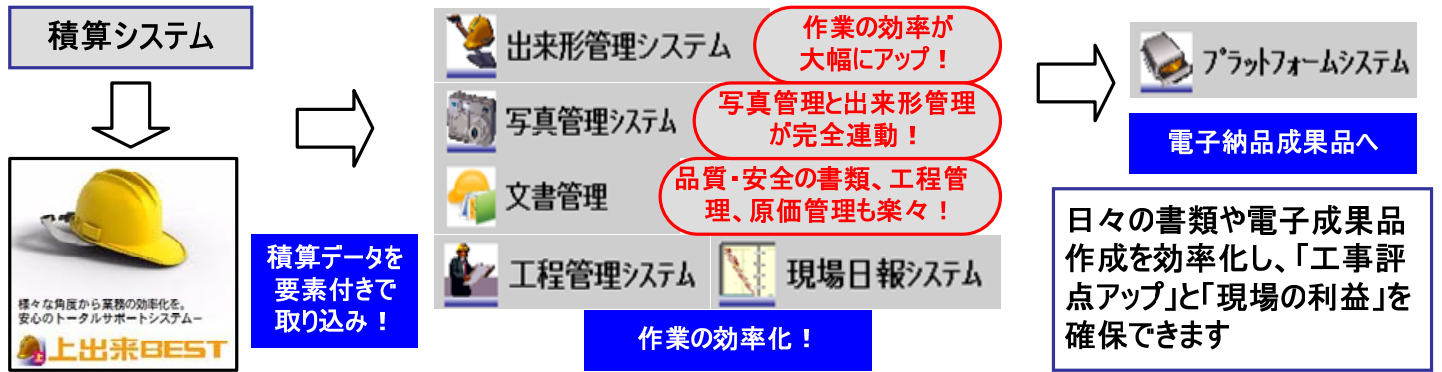 積算システム
様々な角度から業務の効率化を。
安心のトータルサポートシステムー
上出来BEST
積算データを
要素付きで
取り込み！
出来形管理システム
作業の効率が
大幅にアップ！
写真管理システム
写真管理と出来形管理
が完全連動！
文書管理
品質・安全の書類、工程管
理、原価管理も楽々！
工程管理システム
現場日報システム
作業の効率化！
プラットフォームシステム
電子納品成果品へ
日々の書類や電子成果品
作成を効率化し、「工事評
点アップ」と「現場の利益」を
確保できます